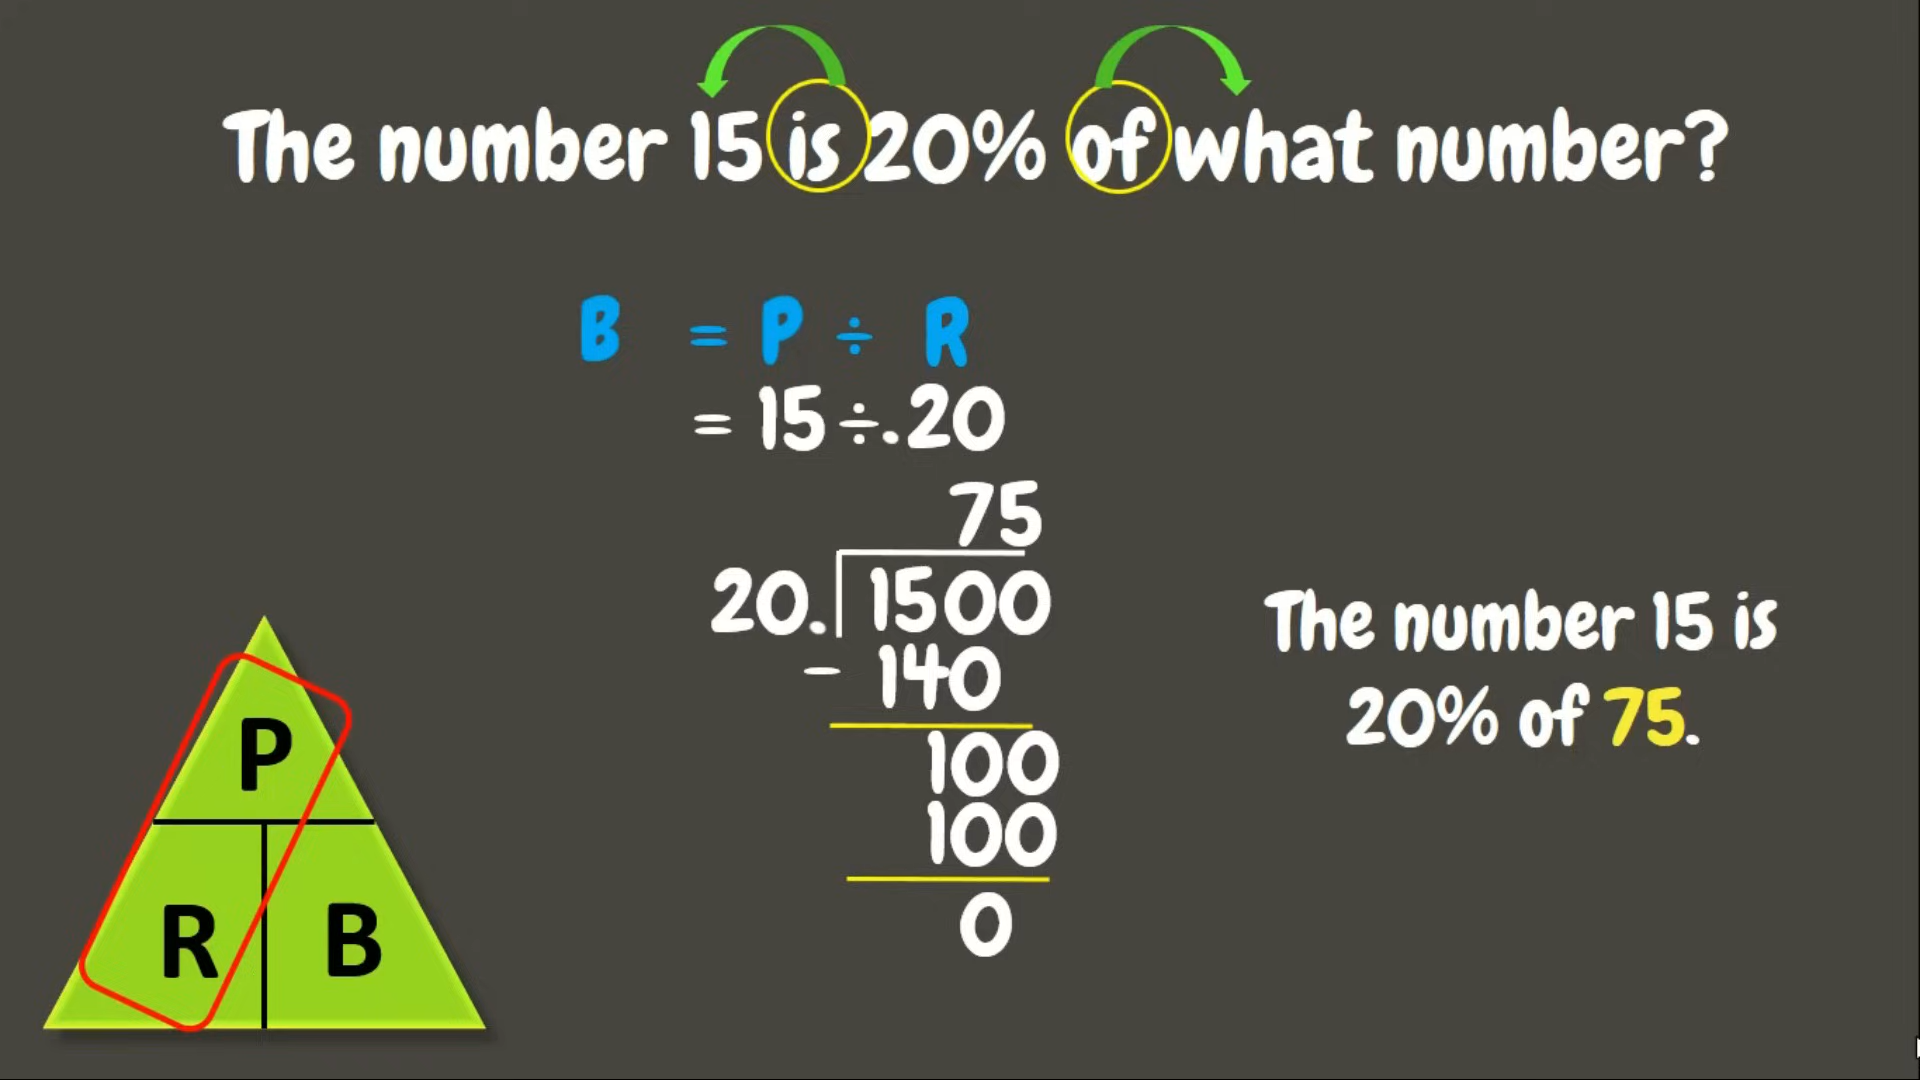 The number 15 is 20% of what number?
B = P ÷ R
= 15 ÷ .20
75
20. 1500
- 140
100
100
0
The number 15 is
20% of 75.
P
R B